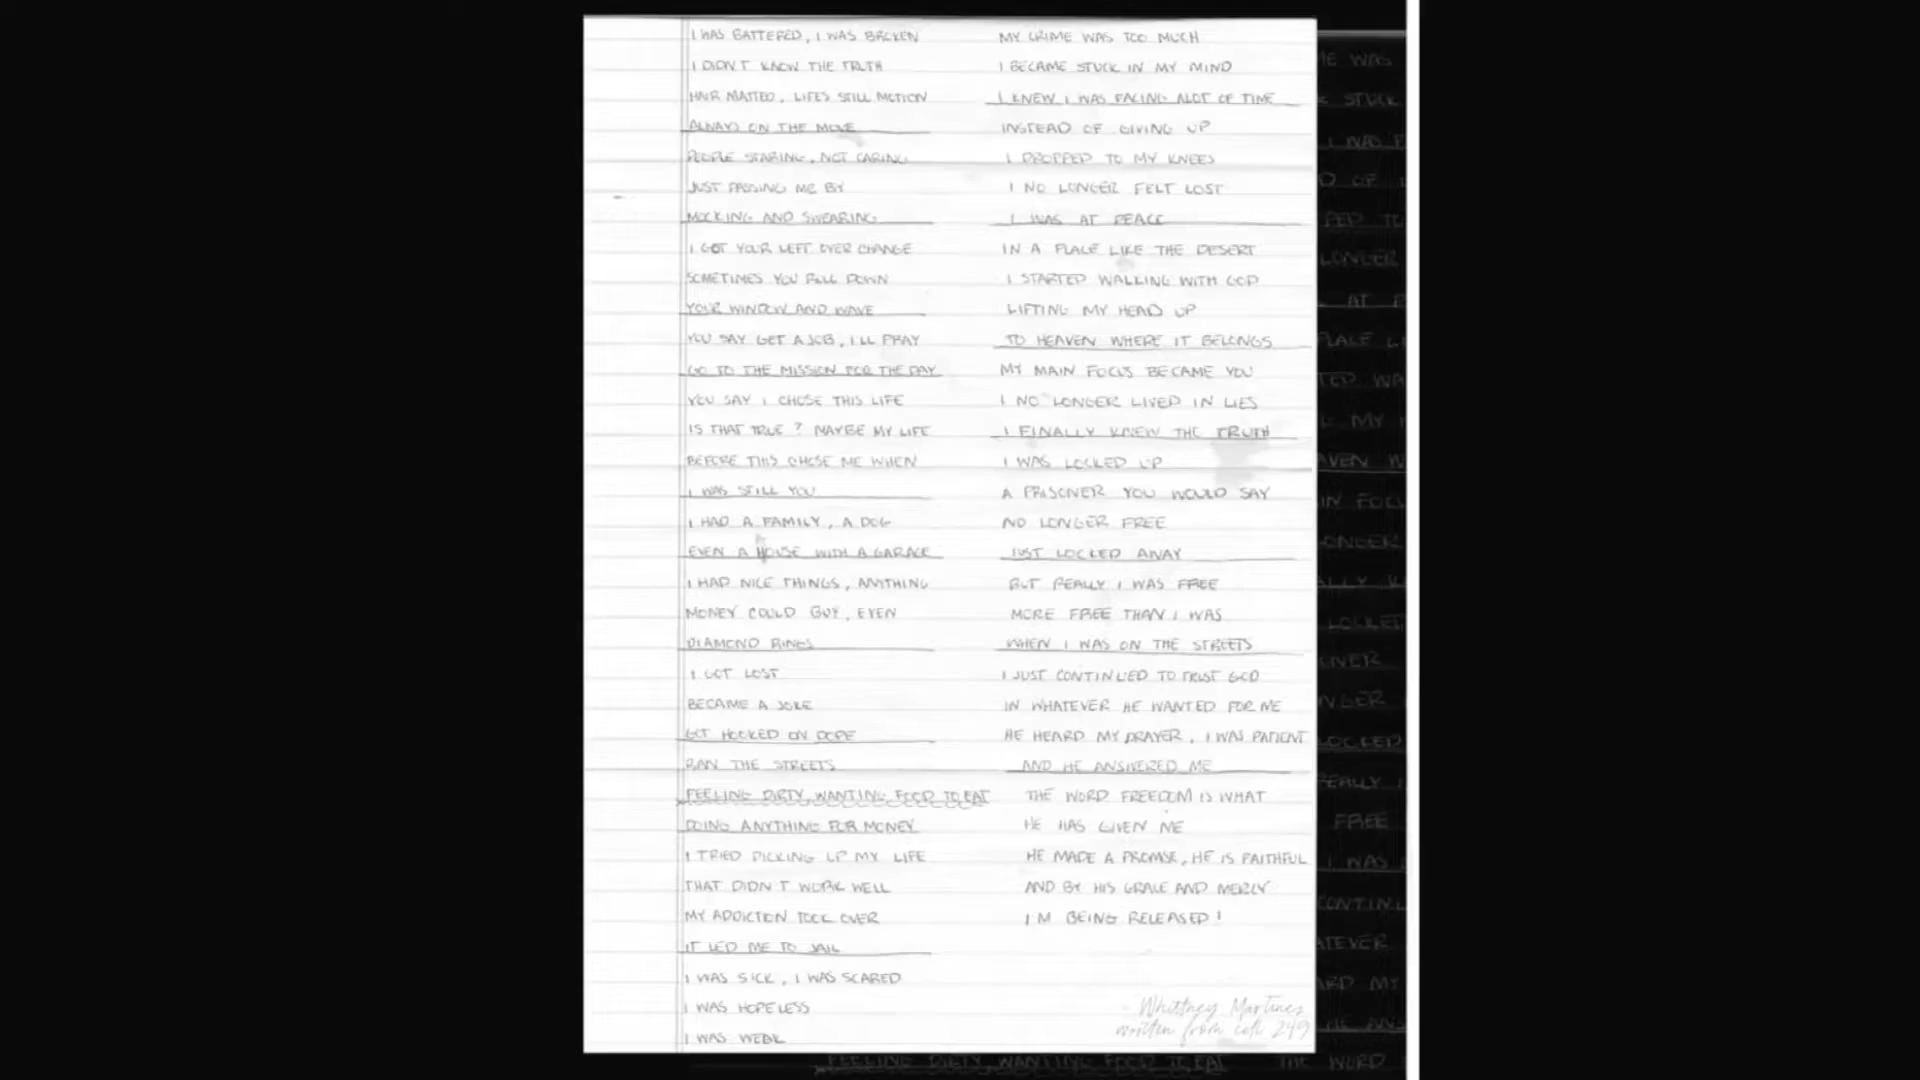 I WAS BATTERED, I WAS BROKEN
I DIDN'T KNOW THE TRUTH
HAIR MATTED, LIFES STILL MOTION
ALWAYS ON THE MOVE
PEOPLE STARING, NOT CARING
JUST PASSING ME BY
MOCKING AND SWEARING
I GOT YOUR LEFT OVER CHANGE
SOMETIMES YOU ROLL DOWN
YOUR WINDOW AND WAVE
YOU SAY GET A JOB, I'LL PRAY
GO TO THE MISSION FOR THE DAY
YOU SAY I CHOSE THIS LIFE
IS THAT TRUE? MAYBE MY LIFE
BEFORE THIS CHOSE ME WHEN
I WAS STILL YOU
I HAD A FAMILY, A DOG
EVEN A HOUSE WITH A GARAGE
I HAD NICE THINGS, ANYTHING
MONEY COULD BUY, EVEN
DIAMOND RINGS
I GOT LOST
BECAME A JOKE
GOT HOOKED ON DOPE
RAN THE STREETS
FEELING DIRTY, WANTING FOOD TO EAT
DOING ANYTHING FOR MONEY
I TRIED PICKING UP MY LIFE
THAT DIDN'T WORK WELL
MY ADDICTION TOOK OVER
IT LED ME TO JAIL
I WAS SICK, I WAS SCARED
I WAS HOPELESS
I WAS WEAK
MY CRIME WAS TOO MUCH
I BECAME STUCK IN MY MIND
I KNEW I WAS FACING ALOT OF TIME
INSTEAD OF GIVING UP
I DROPPED TO MY KNEES
I NO LONGER FELT LOST
I WAS AT PEACE
IN A PLACE LIKE THE DESERT
I STARTED WALKING WITH GOD
LIFTING MY HEAD UP
TO HEAVEN WHERE IT BELONGS
MY MAIN FOCUS BECAME YOU
I NO LONGER LIVED IN LIES
I FINALLY KNEW THE TRUTH
I WAS LOCKED UP
A PRISONER YOU WOULD SAY
NO LONGER FREE
JUST LOCKED AWAY
BUT REALLY I WAS FREE
MORE FREE THAN I WAS
WHEN I WAS ON THE STREETS
I JUST CONTINUED TO TRUST GOD
IN WHATEVER HE WANTED FOR ME
HE HEARD MY PRAYER, I WAS PATIENT
AND HE ANSWERED ME
THE WORD FREEDOM IS WHAT
HE HAS GIVEN ME
HE MADE A PROMISE, HE IS FAITHFUL
AND BY HIS GRACE AND MERCY
I'M BEING RELEASED!
- Whittney Martines
written from cell 249